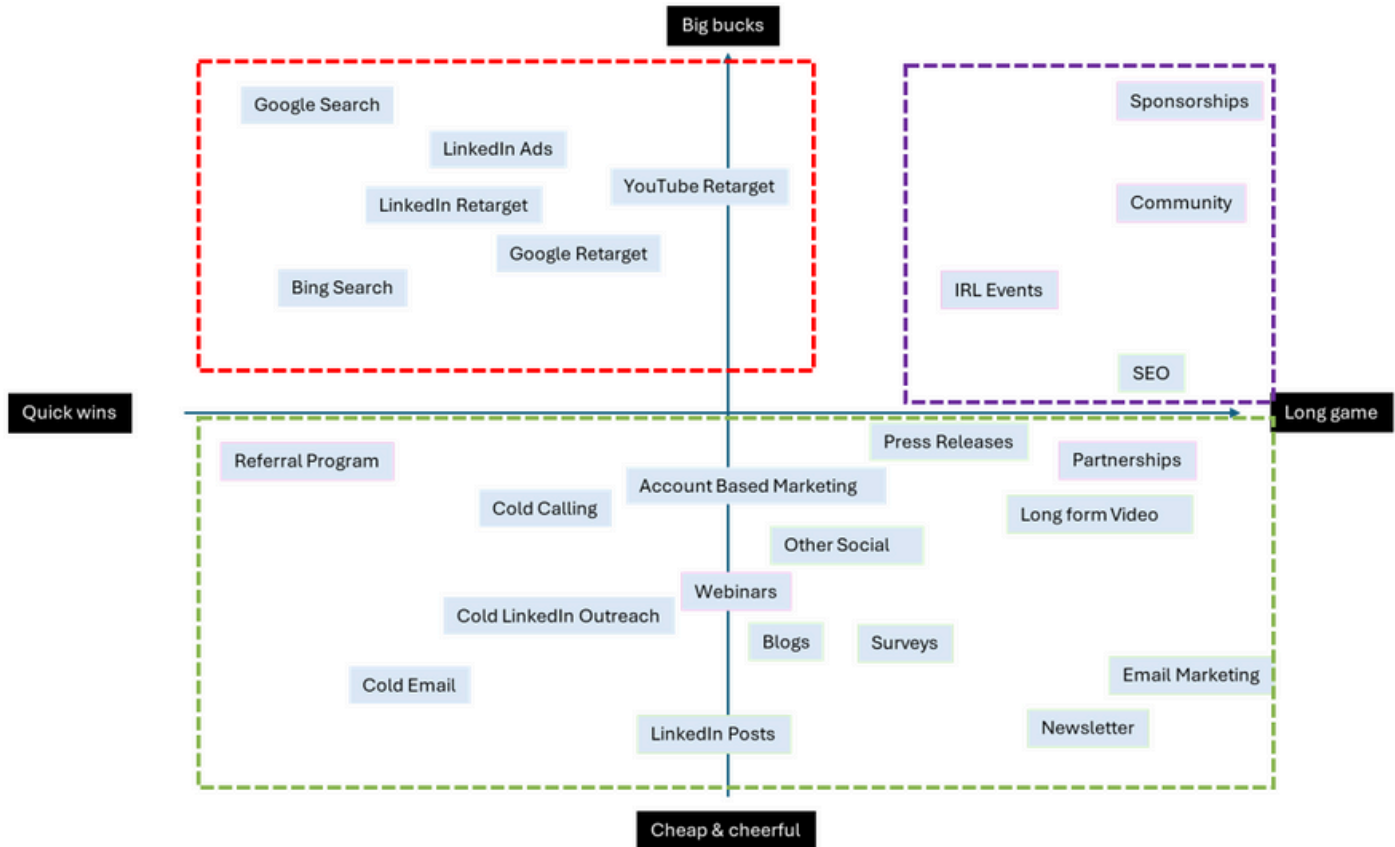 Big bucks
Google Search
Sponsorships
LinkedIn Ads
YouTube Retarget
LinkedIn Retarget
Community
Google Retarget
Bing Search
IRL Events
SEO
Quick wins
Long game
Press Releases
Referral Program
Partnerships
Account Based Marketing
Cold Calling
Long form Video
Other Social
Webinars
Cold LinkedIn Outreach
Blogs
Surveys
Email Marketing
Cold Email
Newsletter
LinkedIn Posts
Cheap & cheerful